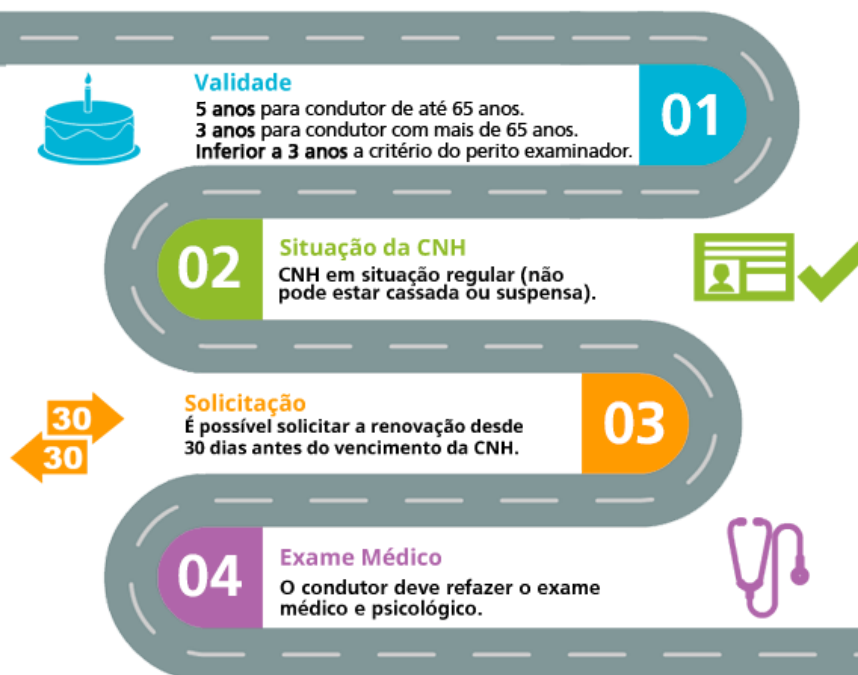 Validade
5 anos para condutor de até 65 anos.
3 anos para condutor com mais de 65 anos.
Inferior a 3 anos a critério do perito examinador.
01
02
Situação da CNH
CNH em situação regular (não
pode estar cassada ou suspensa).
30
30
Solicitação
É possível solicitar a renovação desde
30 dias antes do vencimento da CNH.
03
04
Exame Médico
O condutor deve refazer o exame
médico e psicológico.